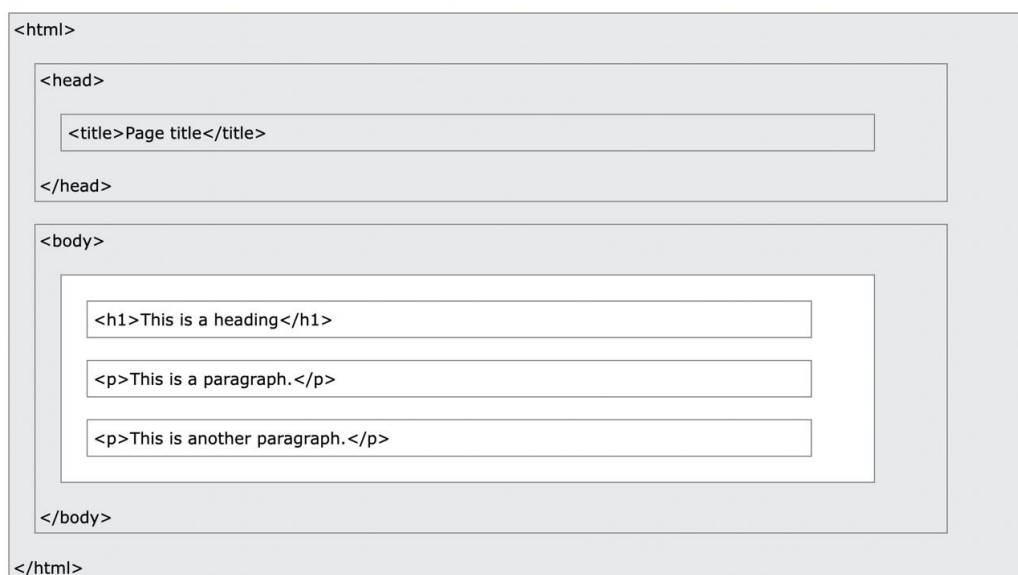 <html>
<head>
<title>Page title</title>
</head>
<body>
<h1>This is a heading</h1>
<p>This is a paragraph.</p>
<p>This is another paragraph.</p>
</body>
</html>